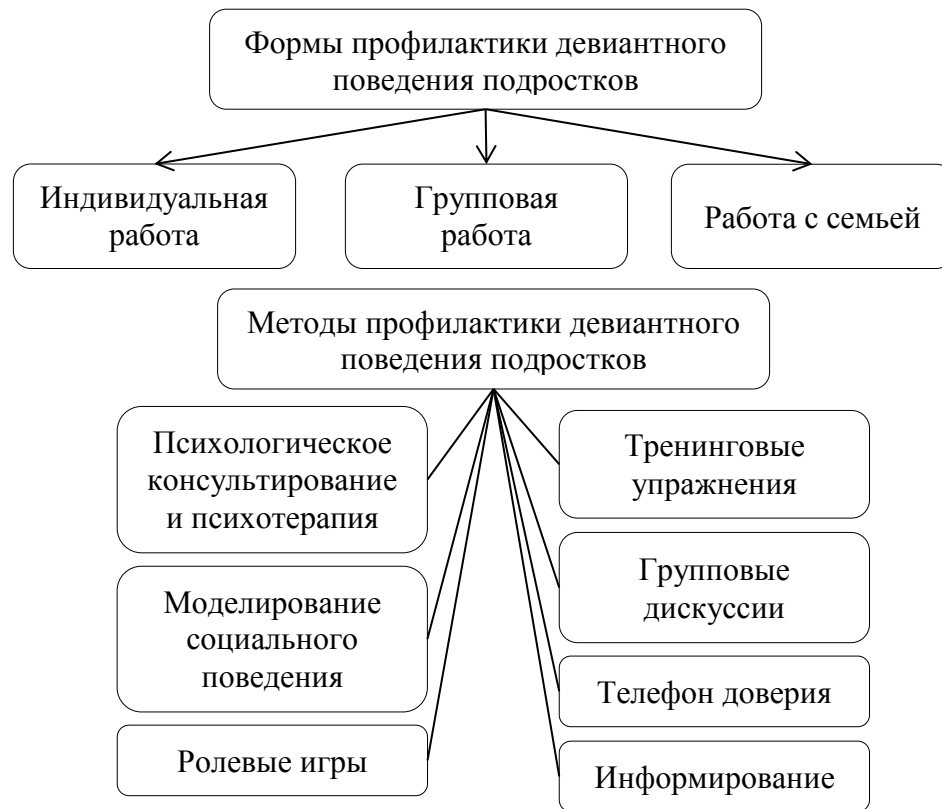 Формы профилактики девиантного
поведения подростков
Индивидуальная
работа
Групповая
работа
Работа с семьей
Методы профилактики девиантного
поведения подростков
Психологическое
консультирование
и психотерапия
Тренинговые
упражнения
Моделирование
социального
поведения
Групповые
дискуссии
Телефон доверия
Ролевые игры
Информирование